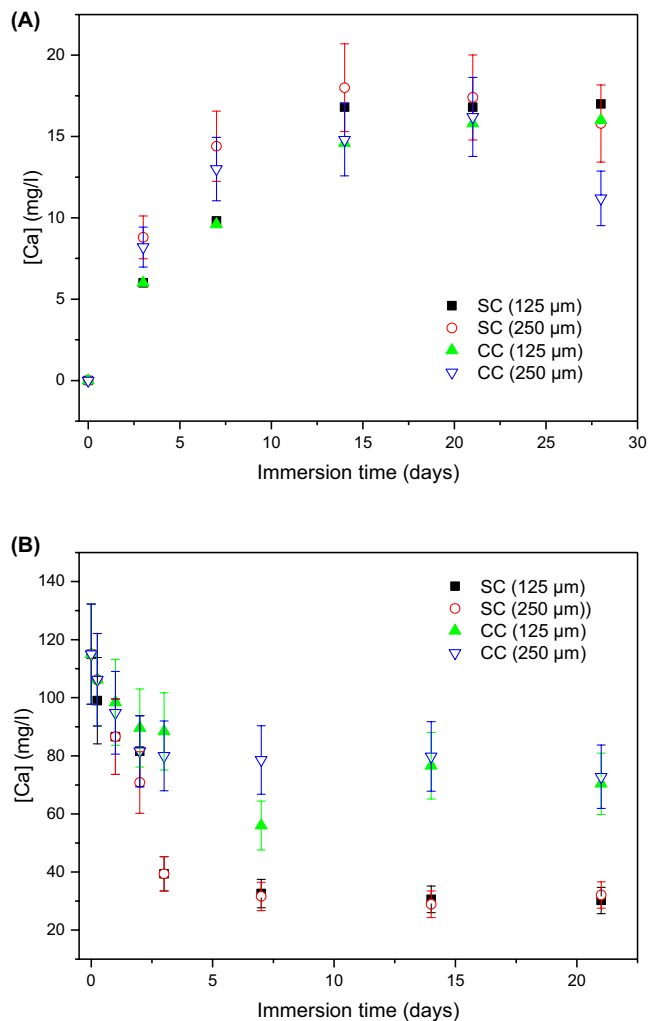 (A)
20
15
10
5
0
[Ca] (mg/l)
SC (125 µm)
SC (250 µm)
CC (125 µm)
CC (250 µm)
0 5 10 15 20 25 30
Immersion time (days)
(B)
140
120
100
80
60
40
20
[Ca] (mg/l)
SC (125 µm)
SC (250 µm))
CC (125 µm)
CC (250 µm)
0 5 10 15 20
Immersion time (days)